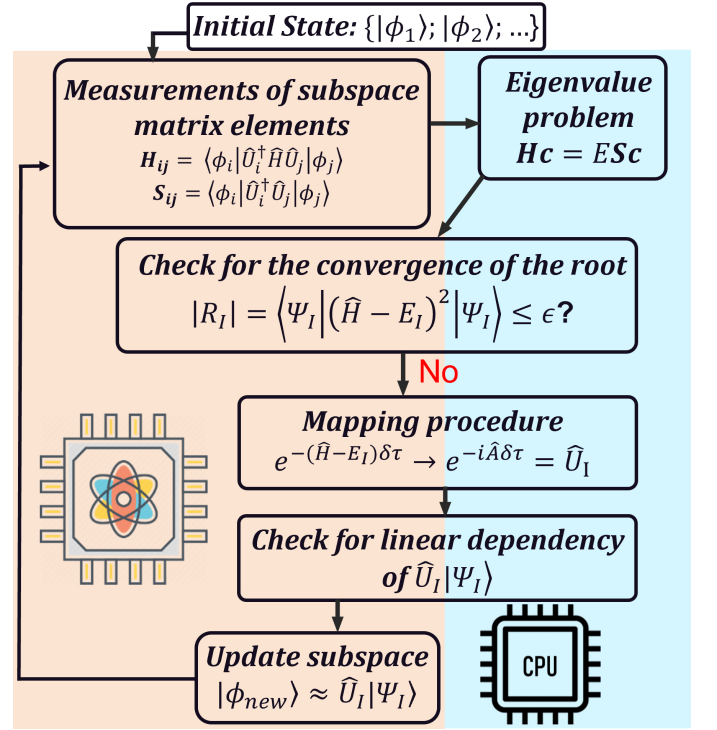 Initial State: {|ϕ₁⟩; |ϕ₂⟩; ...}
Measurements of subspace
matrix elements
H_ij = ⟨ϕ_i|Û_i†ĤÛ_j|ϕ_j⟩
S_ij = ⟨ϕ_i|Û_i†Û_j|ϕ_j⟩
Eigenvalue
problem
Hc = ESc
Check for the convergence of the root
|R_I| = ⟨Ψ_I|(Ĥ − E_I)²|Ψ_I⟩ ≤ ϵ?
No
Mapping procedure
e^{−(Ĥ−E_I)δτ} → e^{−iÂδτ} = Û_I
Check for linear dependency
of Û_I|Ψ_I⟩
Update subspace
|ϕ_new⟩ ≈ Û_I|Ψ_I⟩
CPU